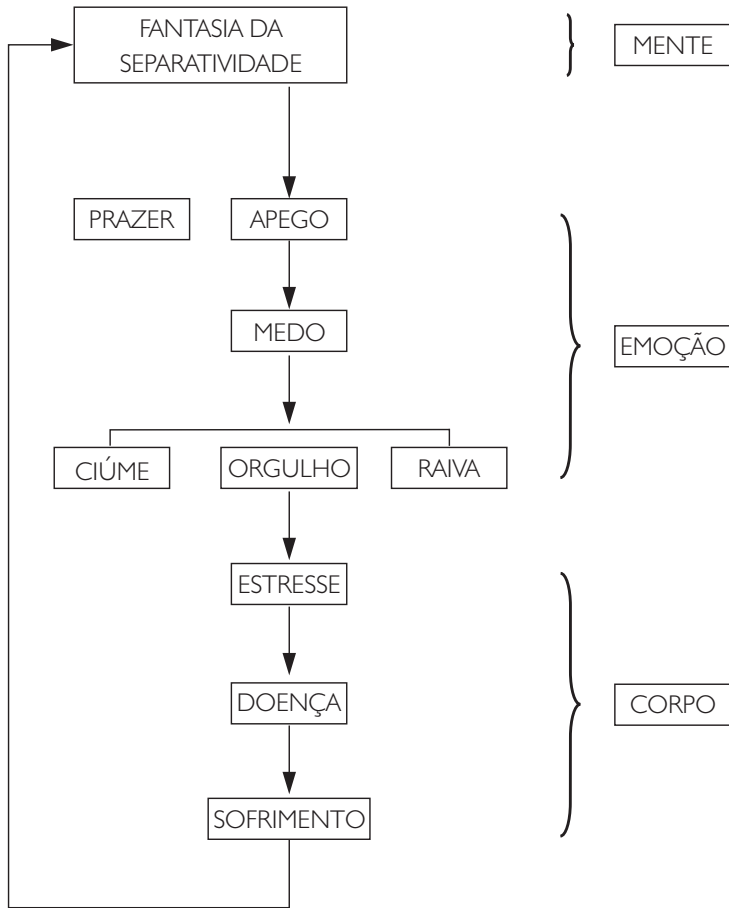 FANTASIA DA
SEPARATIVIDADE
MENTE
PRAZER
APEGO
MEDO
EMOÇÃO
CIÚME
ORGULHO
RAIVA
ESTRESSE
DOENÇA
CORPO
SOFRIMENTO